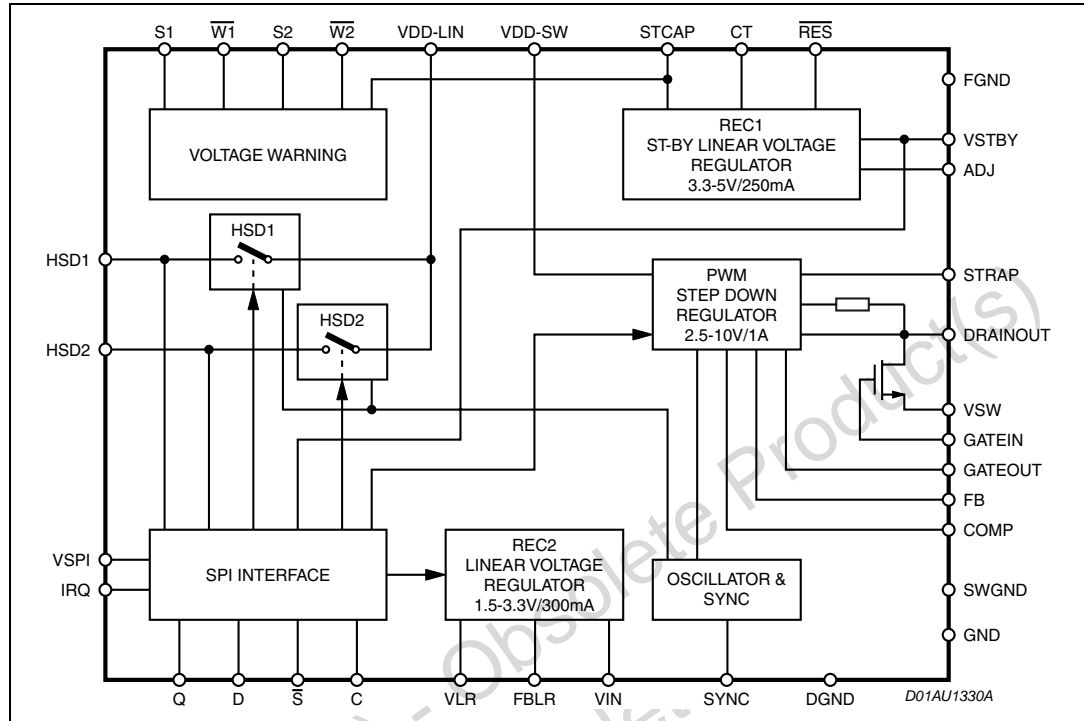 S1 W1 S2 W2 VDD-LIN VDD-SW STCAP CT RES
FGND
VOLTAGE WARNING
REC1
ST-BY LINEAR VOLTAGE
REGULATOR
3.3-5V/250mA
VSTBY
ADJ
HSD1
HSD1
HSD2
HSD2
PWM
STEP DOWN
REGULATOR
2.5-10V/1A
STRAP
DRAINOUT
VSW
GATEIN
GATEOUT
FB
COMP
VSPI
IRQ
SPI INTERFACE
REC2
LINEAR VOLTAGE
REGULATOR
1.5-3.3V/300mA
OSCILLATOR &
SYNC
SWGND
GND
Q D S C VLR FBLR VIN SYNC DGND
D01AU1330A
- Obsolete Product(s)